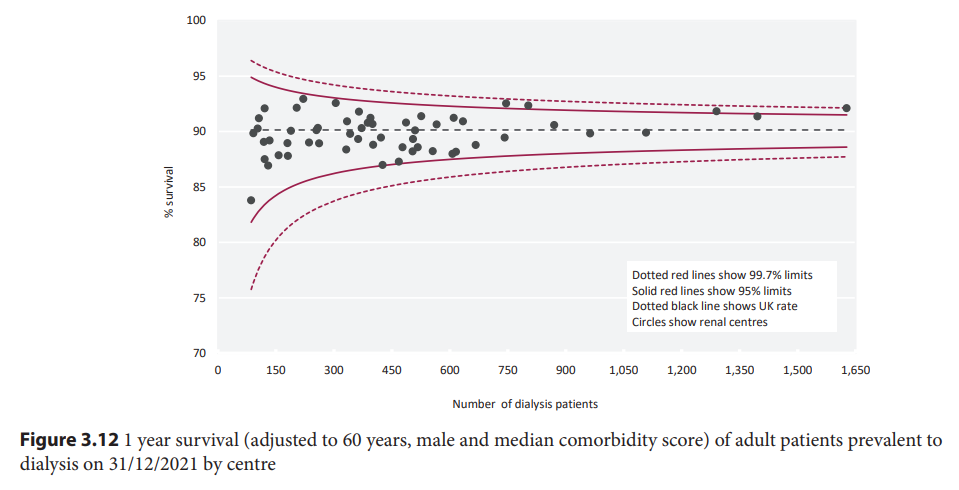 100
95
90
85
80
75
70
% survival
Dotted red lines show 99.7% limits
Solid red lines show 95% limits
Dotted black line shows UK rate
Circles show renal centres
0 150 300 450 600 750 900 1,050 1,200 1,350 1,500 1,650
Number of dialysis patients
Figure 3.12 1 year survival (adjusted to 60 years, male and median comorbidity score) of adult patients prevalent to
dialysis on 31/12/2021 by centre